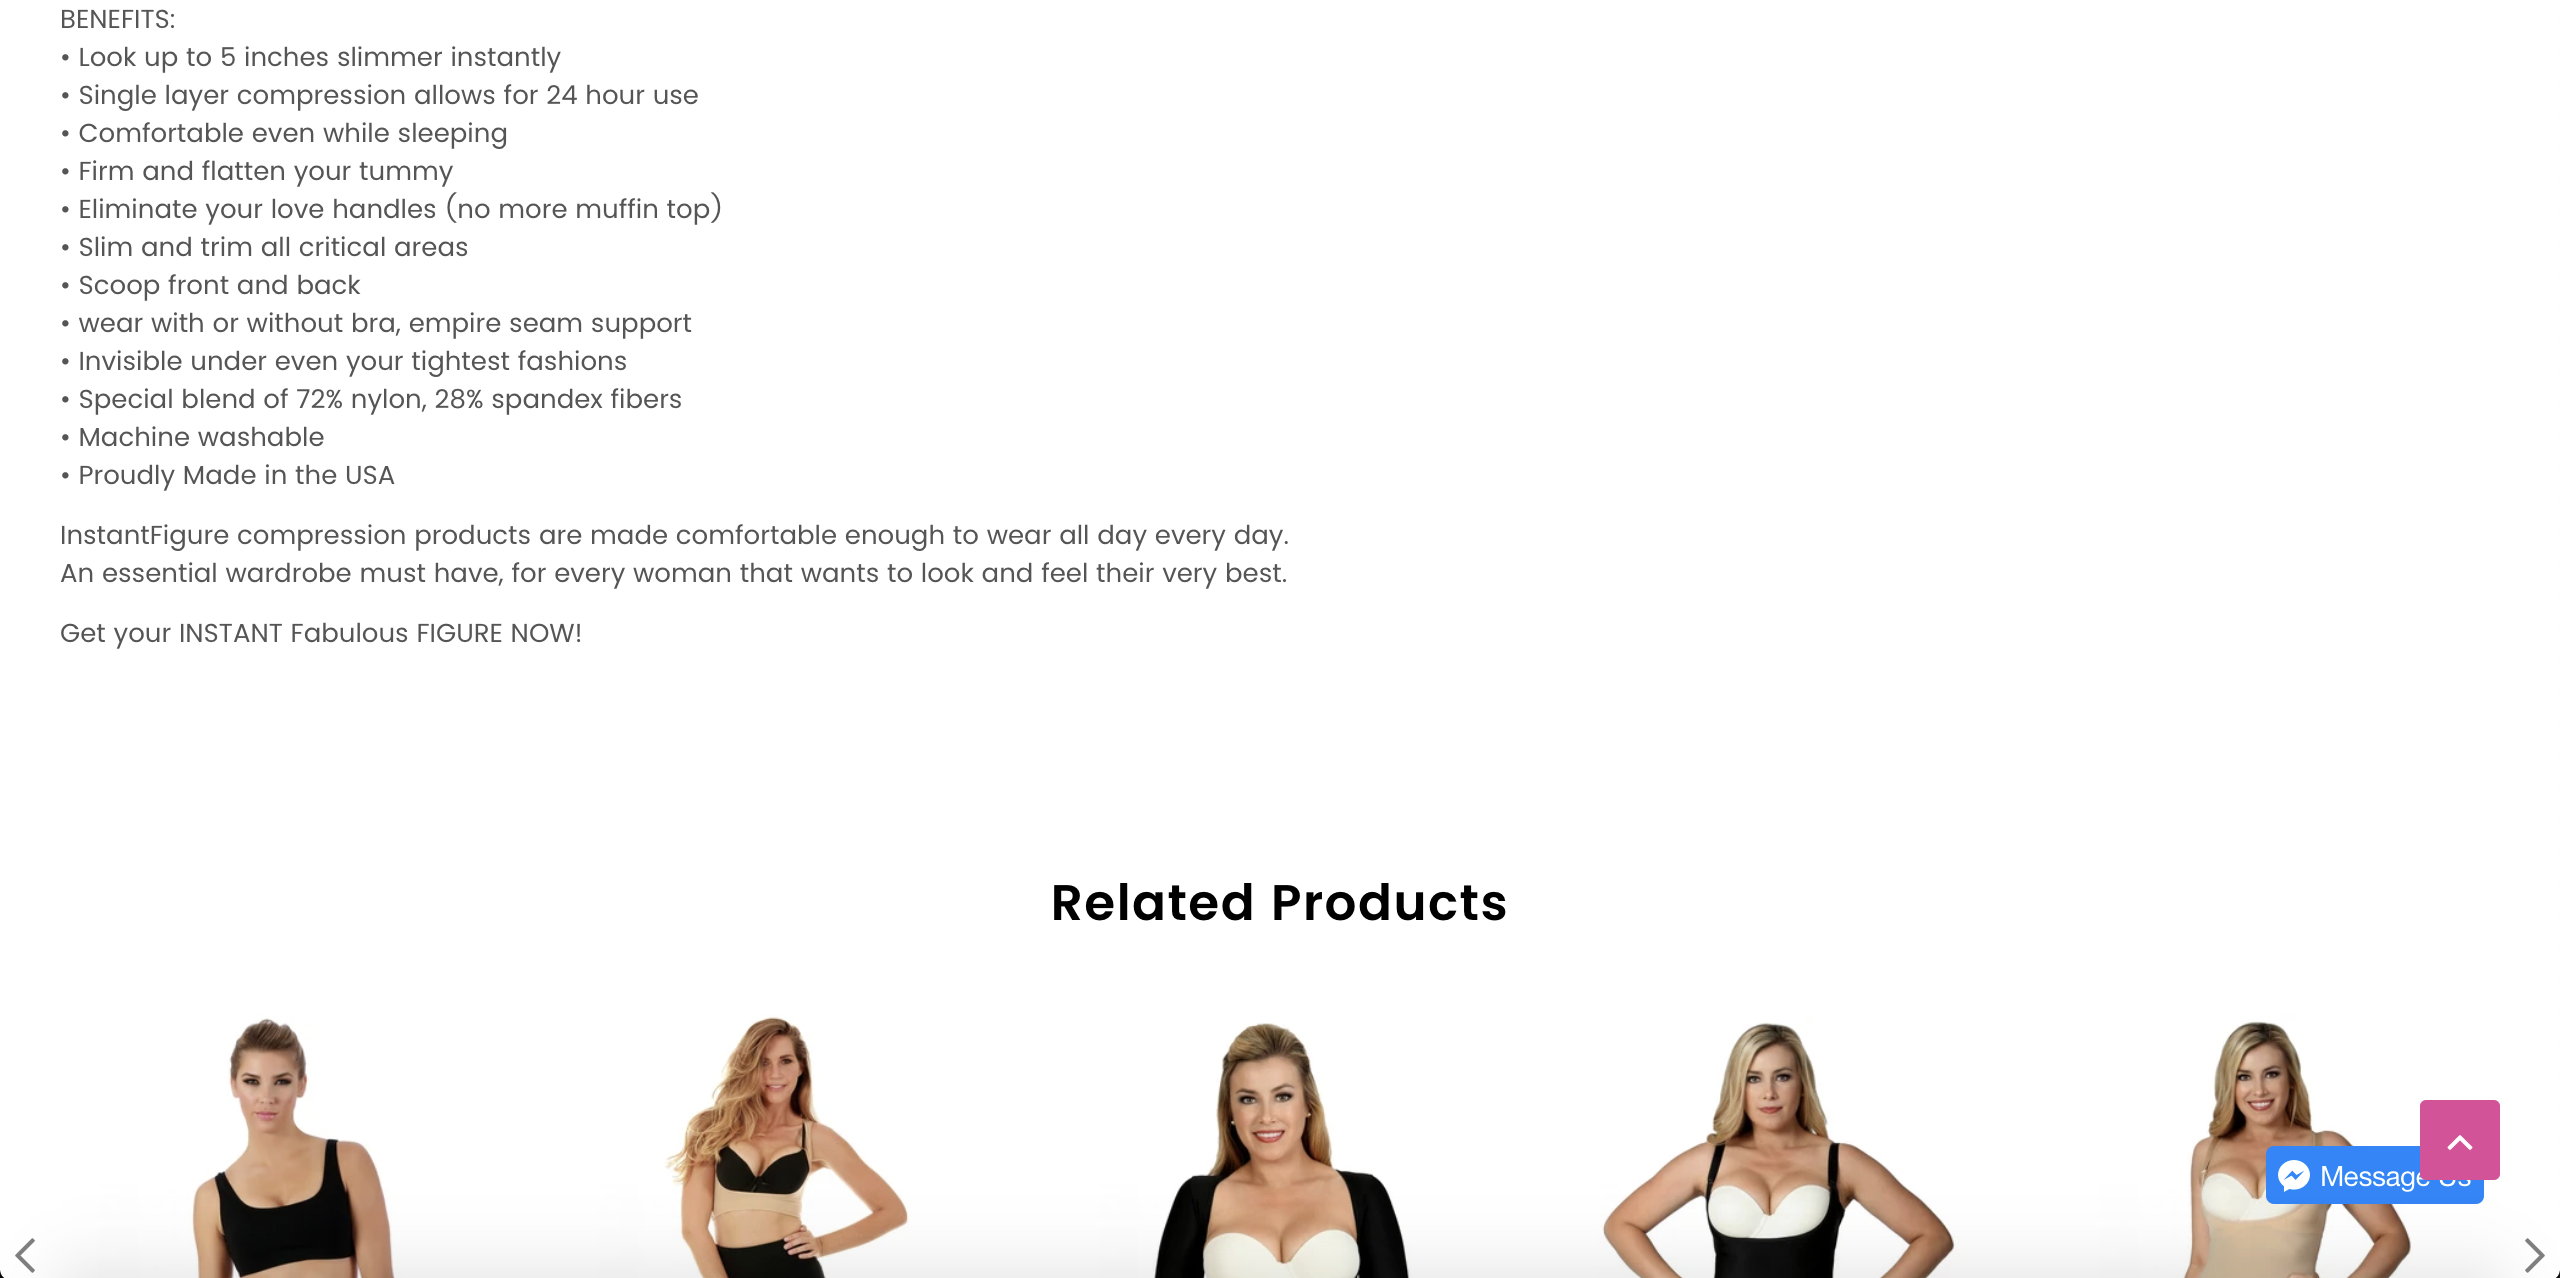 BENEFITS:
• Look up to 5 inches slimmer instantly
• Single layer compression allows for 24 hour use
• Comfortable even while sleeping
• Firm and flatten your tummy
• Eliminate your love handles (no more muffin top)
• Slim and trim all critical areas
• Scoop front and back
• wear with or without bra, empire seam support
• Invisible under even your tightest fashions
• Special blend of 72% nylon, 28% spandex fibers
• Machine washable
• Proudly Made in the USA
InstantFigure compression products are made comfortable enough to wear all day every day.
An essential wardrobe must have, for every woman that wants to look and feel their very best.
Get your INSTANT Fabulous FIGURE NOW!
Related Products
Message Us